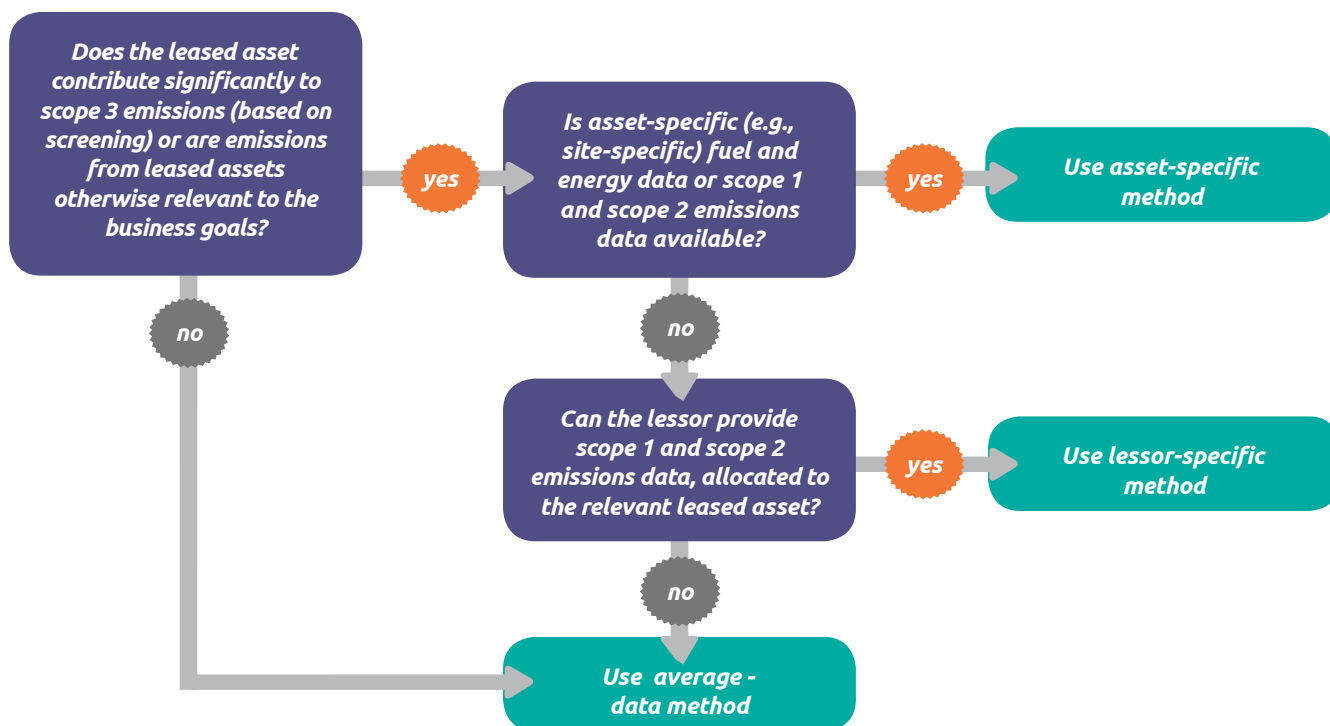 Does the leased asset
contribute significantly to
scope 3 emissions (based on
screening) or are emissions
from leased assets
otherwise relevant to the
business goals?
yes
Is asset-specific (e.g.,
site-specific) fuel and
energy data or scope 1
and scope 2 emissions
data available?
yes
Use asset-specific
method
no
no
Can the lessor provide
scope 1 and scope 2
emissions data, allocated to
the relevant leased asset?
yes
Use lessor-specific
method
no
Use average -
data method